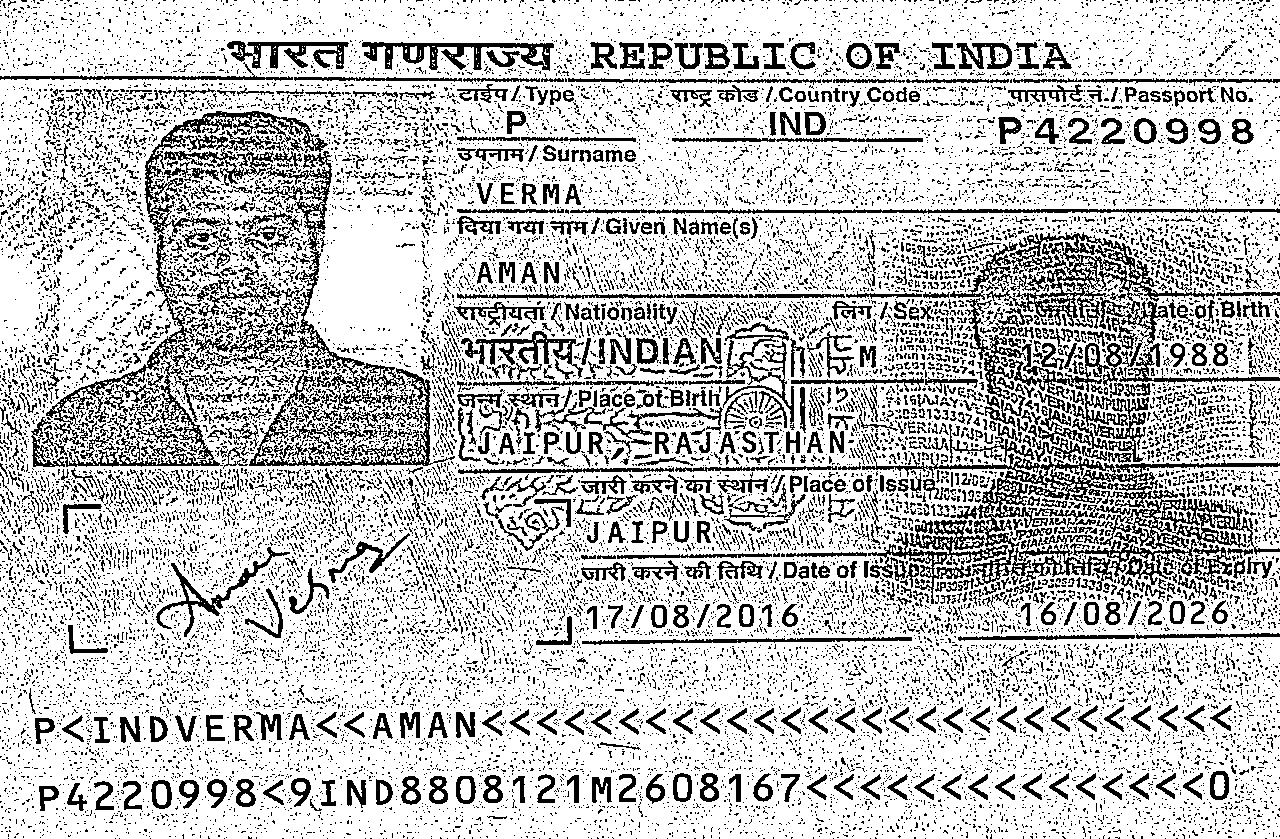 भारत गणराज्य REPUBLIC OF INDIA
टाईप / Type राष्ट्र कोड / Country Code पासपोर्ट नं. / Passport No.
P IND P4220998
उपनाम / Surname
VERMA
दिया गया नाम / Given Name(s)
AMAN
राष्ट्रीयता / Nationality लिंग / Sex Date of Birth
भारतीय / INDIAN M 12/08/1988
जन्म स्थान / Place of Birth
JAIPUR, RAJASTHAN
जारी करने का स्थान / Place of Issue
JAIPUR
जारी करने की तिथि / Date of Issue Date of Expiry
17/08/2016 16/08/2026
Aman
Verma
P<INDVERMA<<AMAN<<<<<<<<<<<<<<<<<<<<<<<<<<<<
P4220998<9IND8808121M2608167<<<<<<<<<<<<<<<0